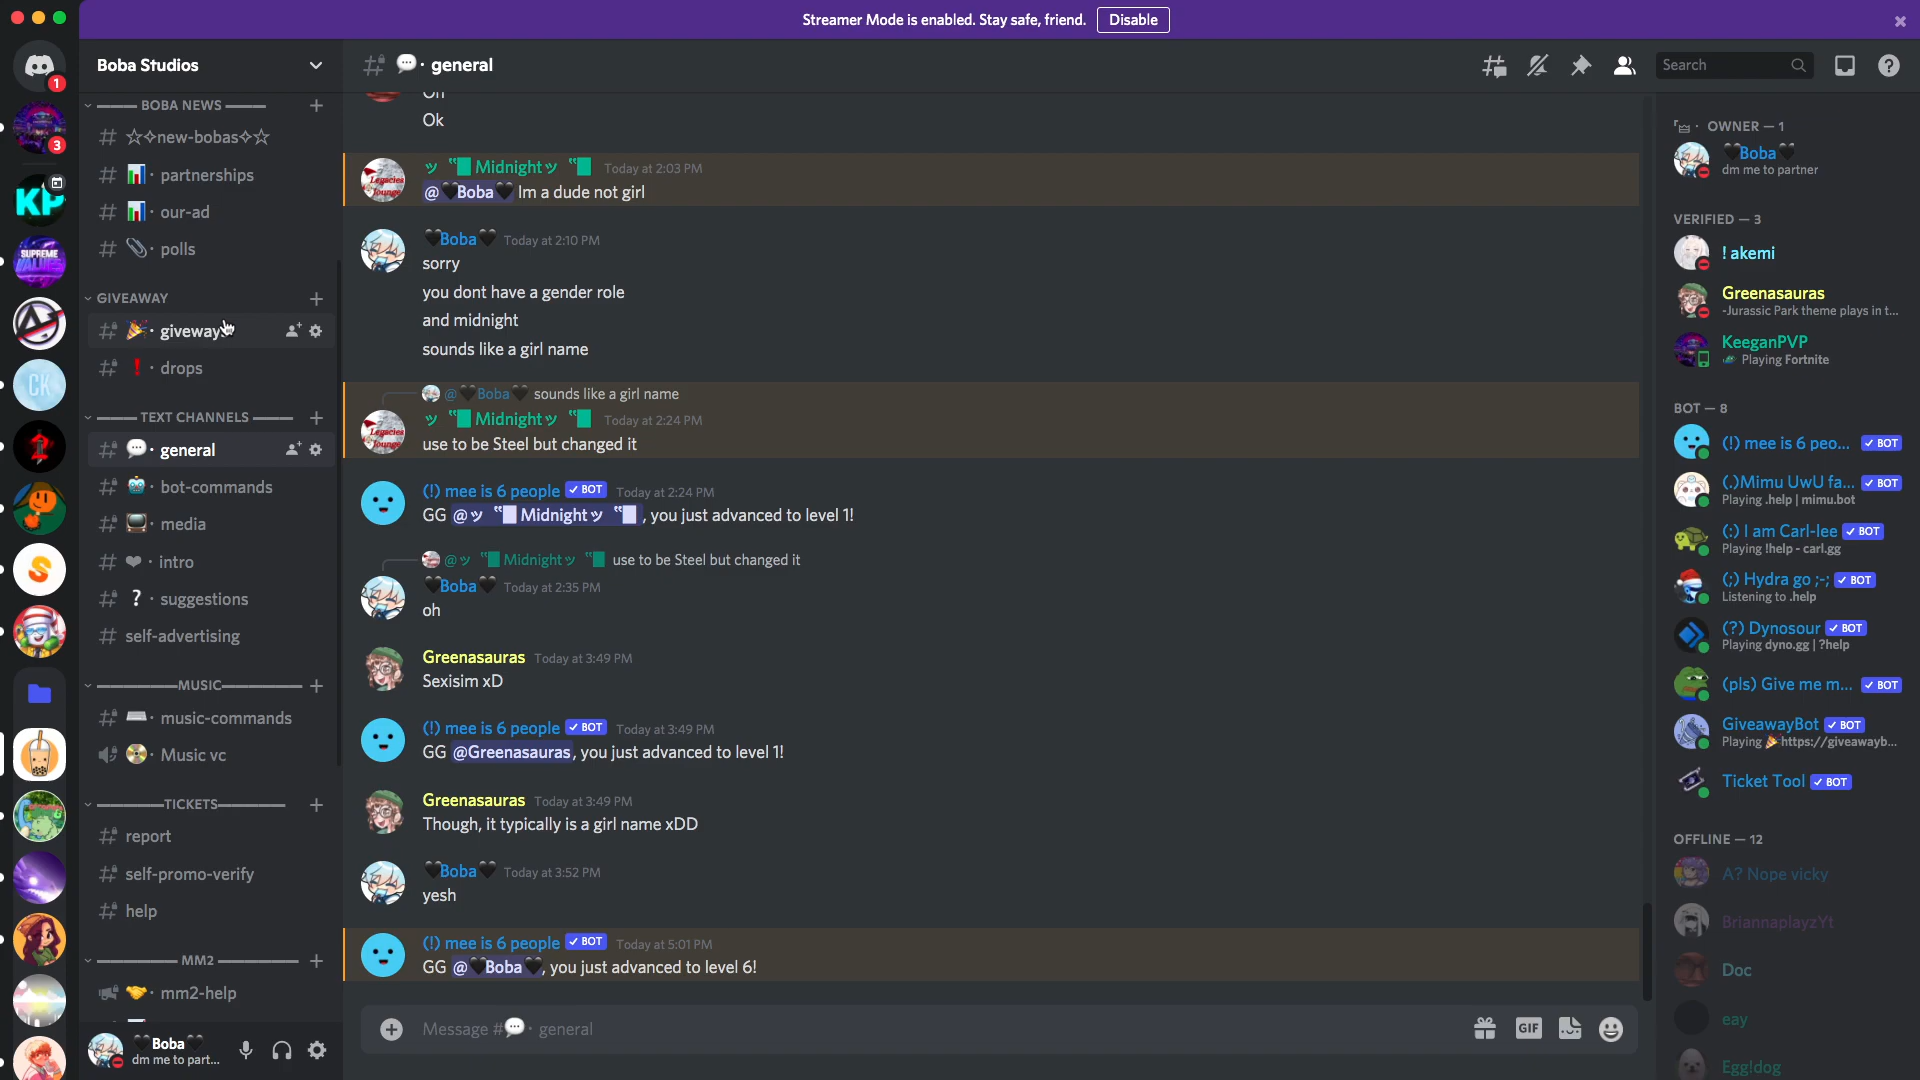 Streamer Mode is enabled. Stay safe, friend. Disable
Boba Studios
general
Search
BOBA NEWS
☆✧new-bobas✧☆
partnerships
our-ad
polls
GIVEAWAY
giveways
drops
TEXT CHANNELS
general
bot-commands
media
intro
suggestions
self-advertising
MUSIC
music-commands
Music vc
TICKETS
report
self-promo-verify
help
MM2
mm2-help
🖤Boba🖤
dm me to part...
1
3
KP
SUPREME
VALUES
CK
S
Ok
ッ Midnightッ Today at 2:03 PM
@🖤Boba🖤 Im a dude not girl
🖤Boba🖤 Today at 2:10 PM
sorry
you dont have a gender role
and midnight
sounds like a girl name
@🖤Boba🖤 sounds like a girl name
ッ Midnightッ Today at 2:24 PM
use to be Steel but changed it
(!) mee is 6 people ✓ BOT Today at 2:24 PM
GG @ッ Midnightッ, you just advanced to level 1!
@ッ Midnightッ use to be Steel but changed it
🖤Boba🖤 Today at 2:35 PM
oh
Greenasauras Today at 3:49 PM
Sexisim xD
(!) mee is 6 people ✓ BOT Today at 3:49 PM
GG @Greenasauras, you just advanced to level 1!
Greenasauras Today at 3:49 PM
Though, it typically is a girl name xDD
🖤Boba🖤 Today at 3:52 PM
yesh
(!) mee is 6 people ✓ BOT Today at 5:01 PM
GG @🖤Boba🖤, you just advanced to level 6!
Message #💬· general
GIF
OWNER — 1
🖤Boba🖤
dm me to partner
VERIFIED — 3
! akemi
Greenasauras
-Jurassic Park theme plays in t...
KeeganPVP
Playing Fortnite
BOT — 8
(!) mee is 6 peo... ✓ BOT
(.)Mimu UwU fa... ✓ BOT
Playing .help | mimu.bot
(:) I am Carl-lee ✓ BOT
Playing !help - carl.gg
(;) Hydra go ;-; ✓ BOT
Listening to .help
(?) Dynosour ✓ BOT
Playing dyno.gg | ?help
(pls) Give me m... ✓ BOT
GiveawayBot ✓ BOT
Playing 🎉https://giveawayb...
Ticket Tool ✓ BOT
OFFLINE — 12
A? Nope vicky
BriannaplayzYt
Doc
eay
Egg!dog